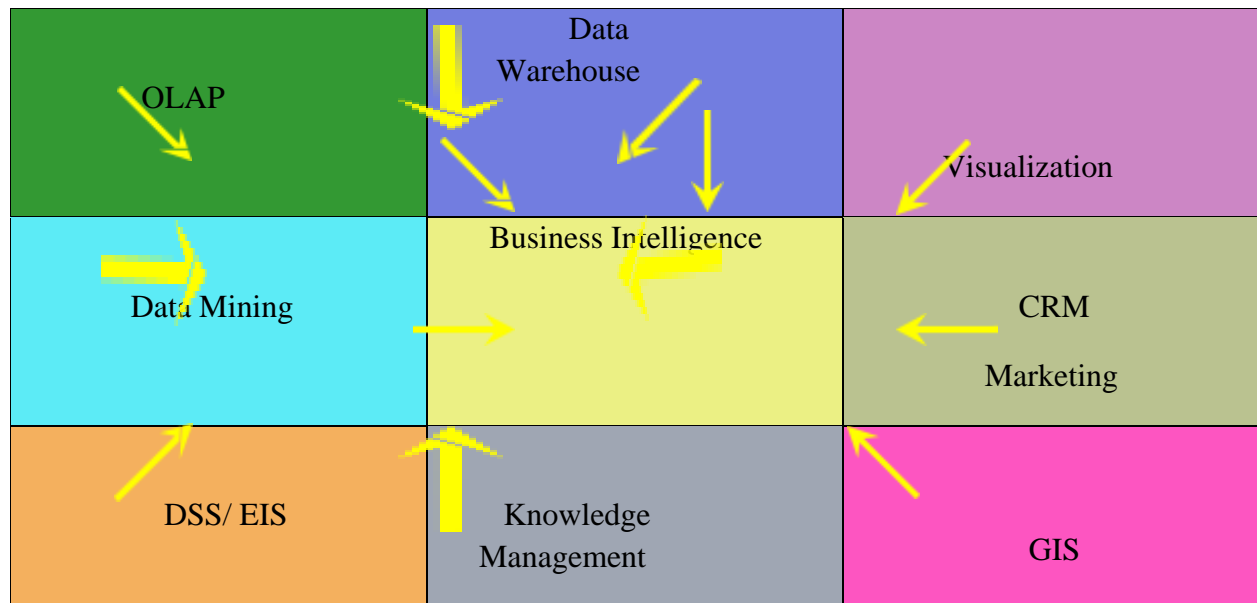 OLAP
Data
Warehouse
Visualization
Data Mining
Business Intelligence
CRM
Marketing
DSS/ EIS
Knowledge
Management
GIS